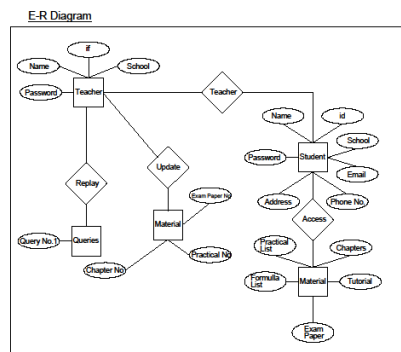 E-R Diagram
if
Name
School
Password
Teacher
Teacher
Name
id
School
Password
Student
Email
Address
Phone No.
Update
Replay
Exam Paper No
Access
Material
Query No.1
Queries
Chapter No
Practical No
Practical
List
Chapters
Formulla
List
Material
Tutorial
Exam
Paper